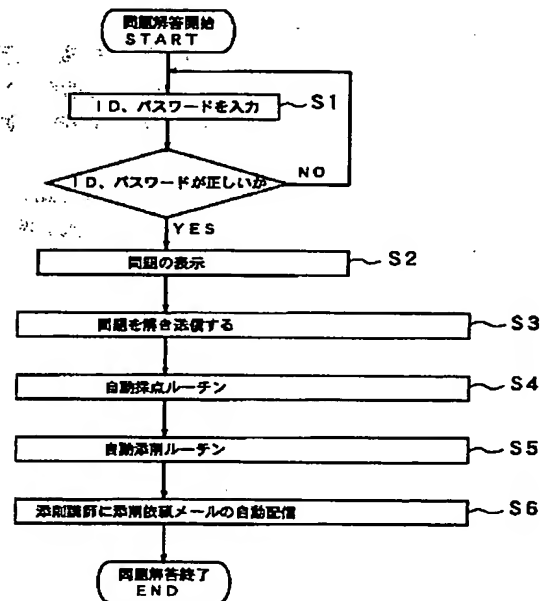 問題解答開始
START
ID、パスワードを入力
S1
ID、パスワードが正しいか
NO
YES
問題の表示
S2
問題を解き送信する
S3
自動採点ルーチン
S4
自動添削ルーチン
S5
添削講師に添削依頼メールの自動配信
S6
問題解答終了
END